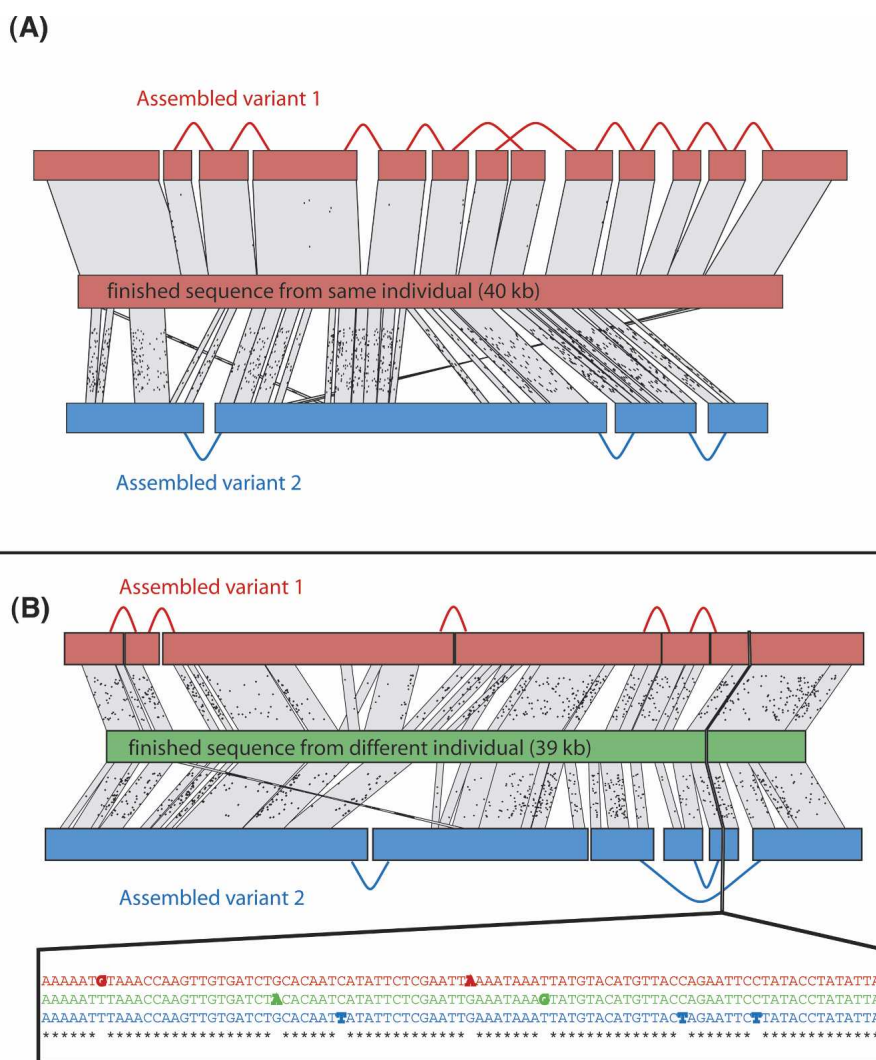 (A)
Assembled variant 1
finished sequence from same individual (40 kb)
Assembled variant 2
(B)
Assembled variant 1
finished sequence from different individual (39 kb)
Assembled variant 2
AAAAATGTAAACCAAGTTGTGATCTGCACAATCATATTCTCGAATTAAAATAAATTATGTACATGTTACCAGAATTCCTATACCTATATTA
AAAAATTTAAACCAAGTTGTGATCTACACAATCATATTCTCGAATTGAAATAAAGTATGTACATGTTACCAGAATTCCTATACCTATATTA
AAAAATTTAAACCAAGTTGTGATCTGCACAATTATATTCTCGAATTGAAATAAATTATGTACATGTTACTAGAATTCTTATACCTATATTA
****** ****************** ****** ************* ******* ************** ******* *************